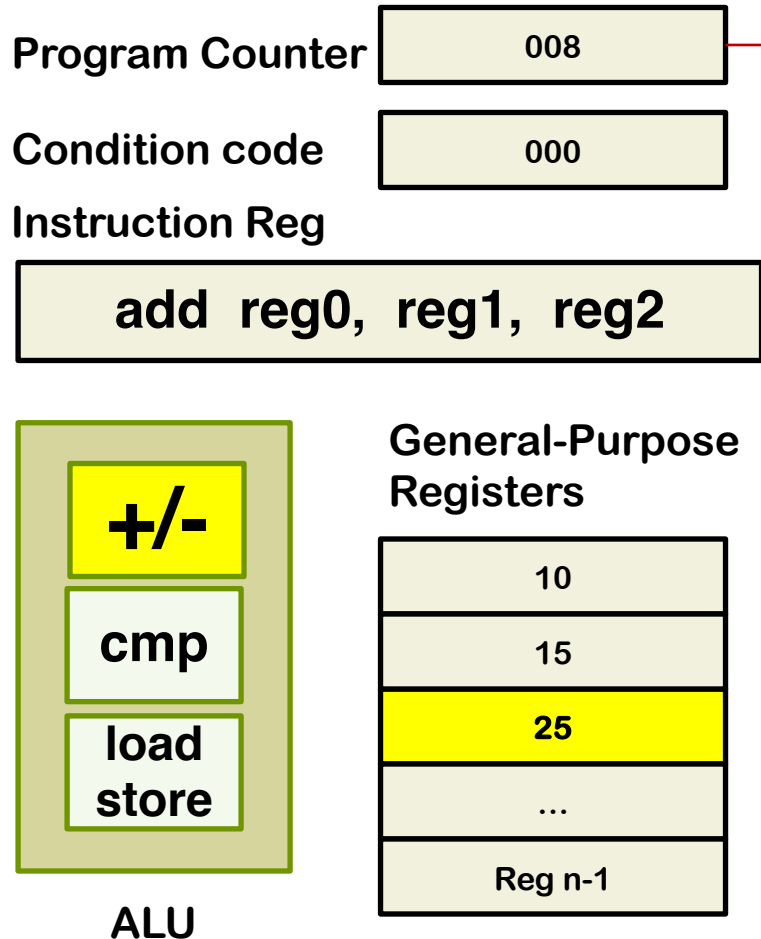 Program Counter 008
Condition code 000
Instruction Reg
add reg0, reg1, reg2
General-Purpose
Registers
+/-
cmp
load
store
ALU
10
15
25
...
Reg n-1